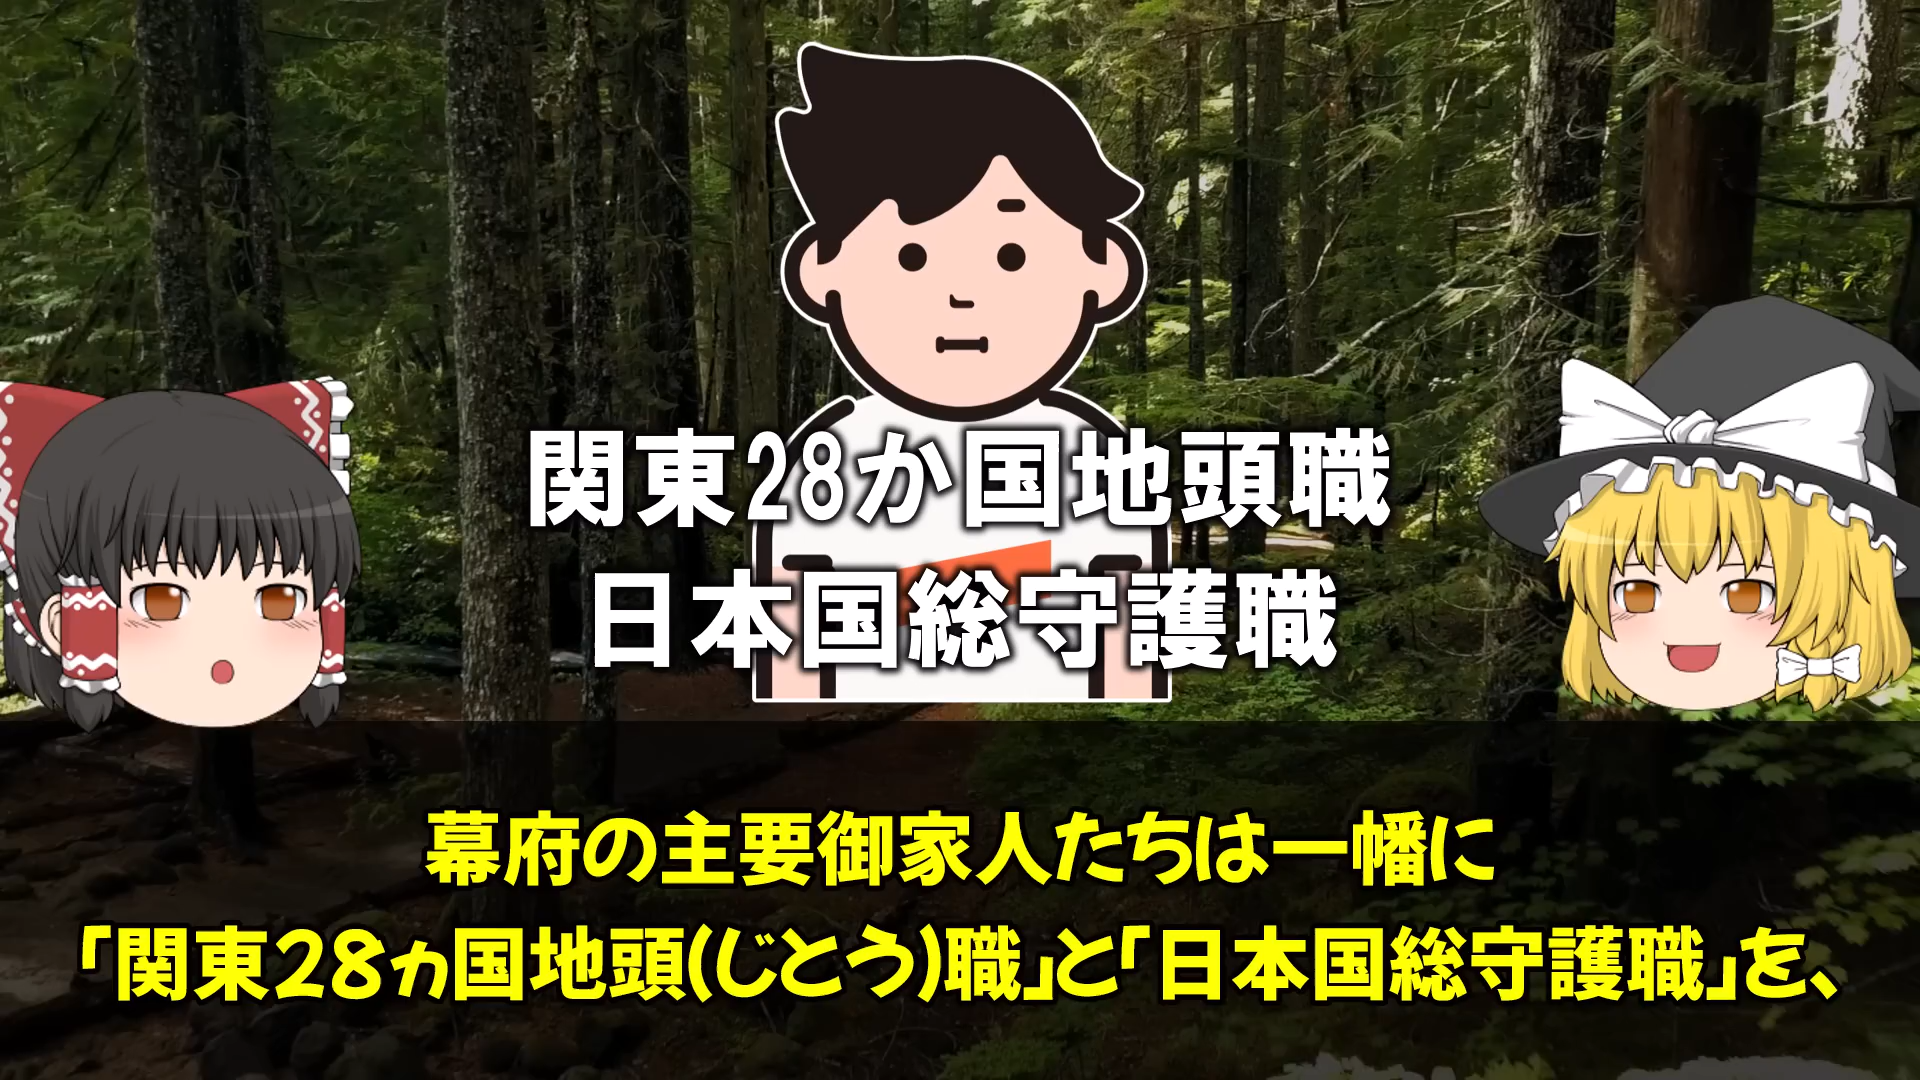 関東28か国地頭職
日本国総守護職
幕府の主要御家人たちは一幡に
「関東２８ヵ国地頭(じとう)職」と「日本国総守護職」を、